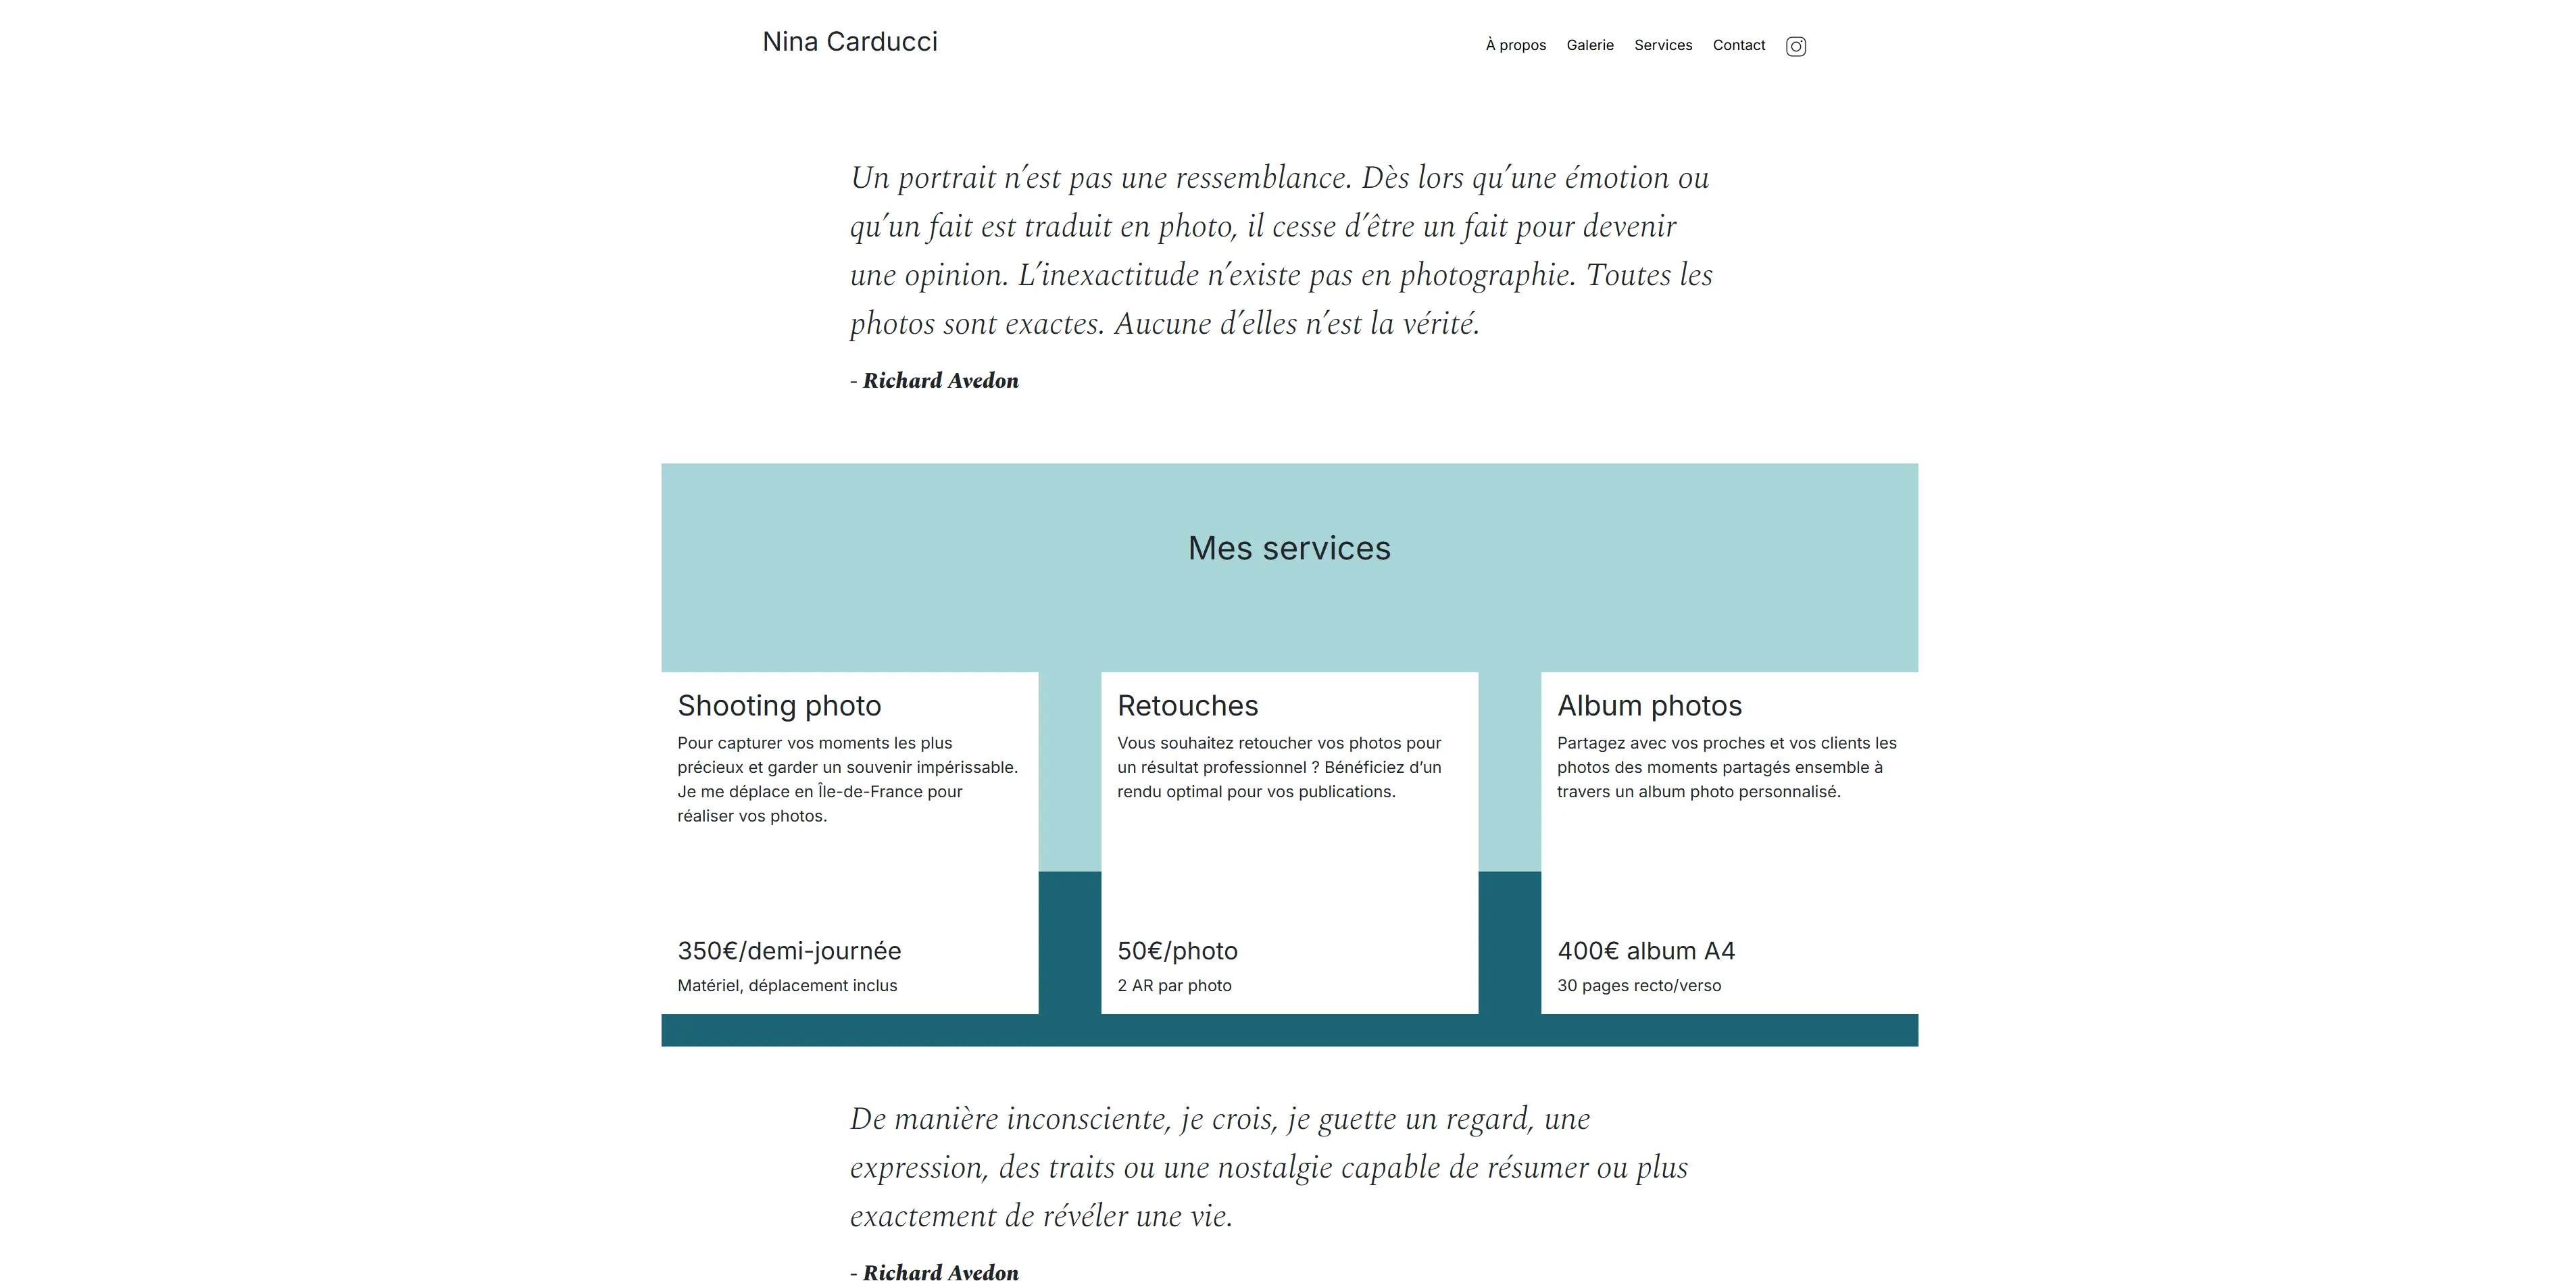 Nina Carducci
À propos Galerie Services Contact
Un portrait n’est pas une ressemblance. Dès lors qu’une émotion ou
qu’un fait est traduit en photo, il cesse d’être un fait pour devenir
une opinion. L’inexactitude n’existe pas en photographie. Toutes les
photos sont exactes. Aucune d’elles n’est la vérité.
- Richard Avedon
Mes services
Shooting photo
Pour capturer vos moments les plus
précieux et garder un souvenir impérissable.
Je me déplace en Île-de-France pour
réaliser vos photos.
350€/demi-journée
Matériel, déplacement inclus
Retouches
Vous souhaitez retoucher vos photos pour
un résultat professionnel ? Bénéficiez d’un
rendu optimal pour vos publications.
50€/photo
2 AR par photo
Album photos
Partagez avec vos proches et vos clients les
photos des moments partagés ensemble à
travers un album photo personnalisé.
400€ album A4
30 pages recto/verso
De manière inconsciente, je crois, je guette un regard, une
expression, des traits ou une nostalgie capable de résumer ou plus
exactement de révéler une vie.
- Richard Avedon